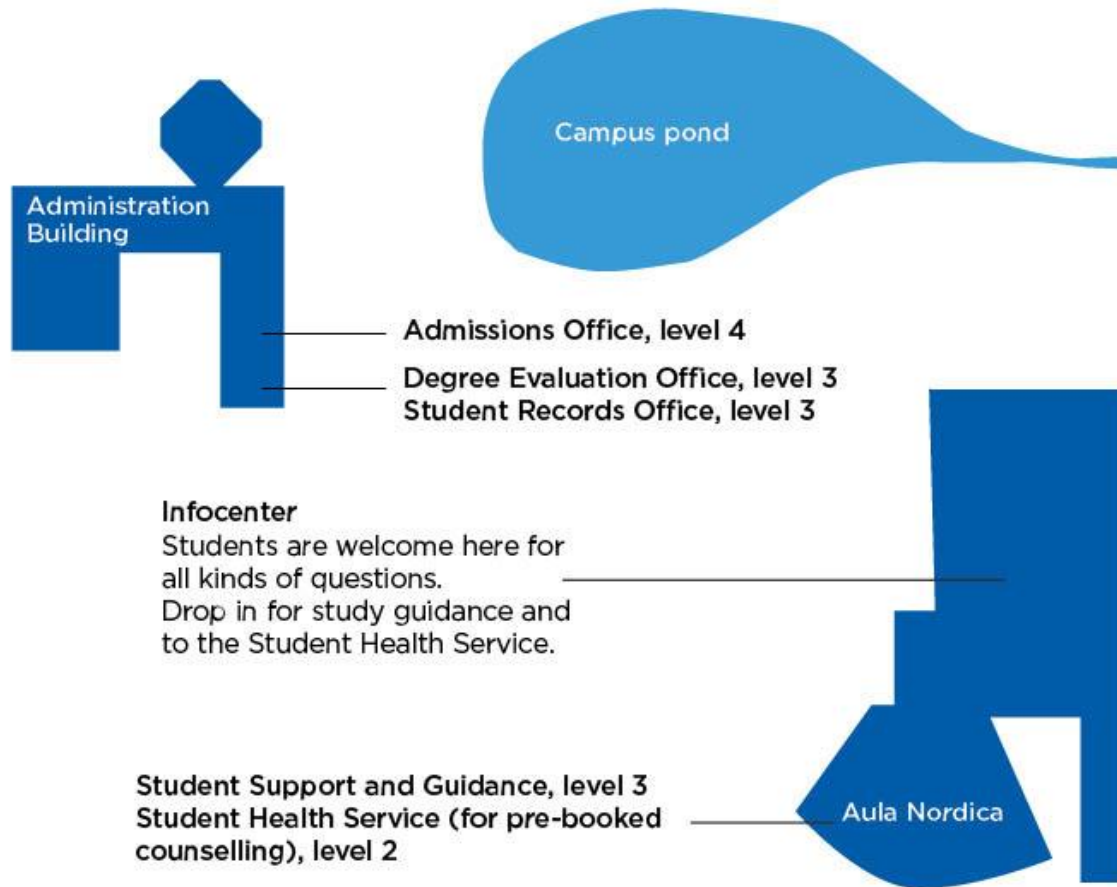 Campus pond
Administration
Building
Admissions Office, level 4
Degree Evaluation Office, level 3
Student Records Office, level 3
Infocenter
Students are welcome here for
all kinds of questions.
Drop in for study guidance and
to the Student Health Service.
Student Support and Guidance, level 3
Student Health Service (for pre-booked
counselling), level 2
Aula Nordica